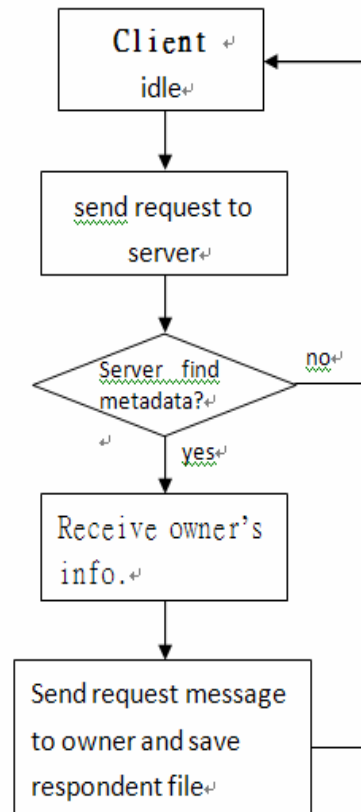 Client
idle
send request to
server
Server find
metadata?
no
yes
Receive owner's
info.
Send request message
to owner and save
respondent file